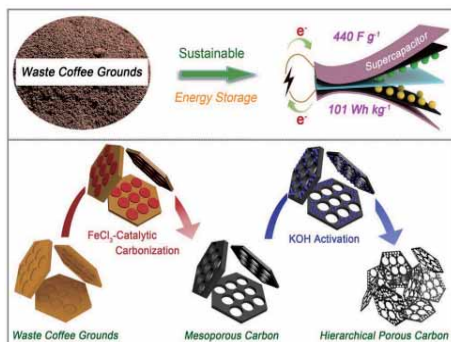 Waste Coffee Grounds
Sustainable
Energy Storage
e⁻
e⁻
440 F g⁻¹
Supercapacitor
101 Wh kg⁻¹
FeCl₃-Catalytic
Carbonization
KOH Activation
Waste Coffee Grounds
Mesoporous Carbon
Hierarchical Porous Carbon